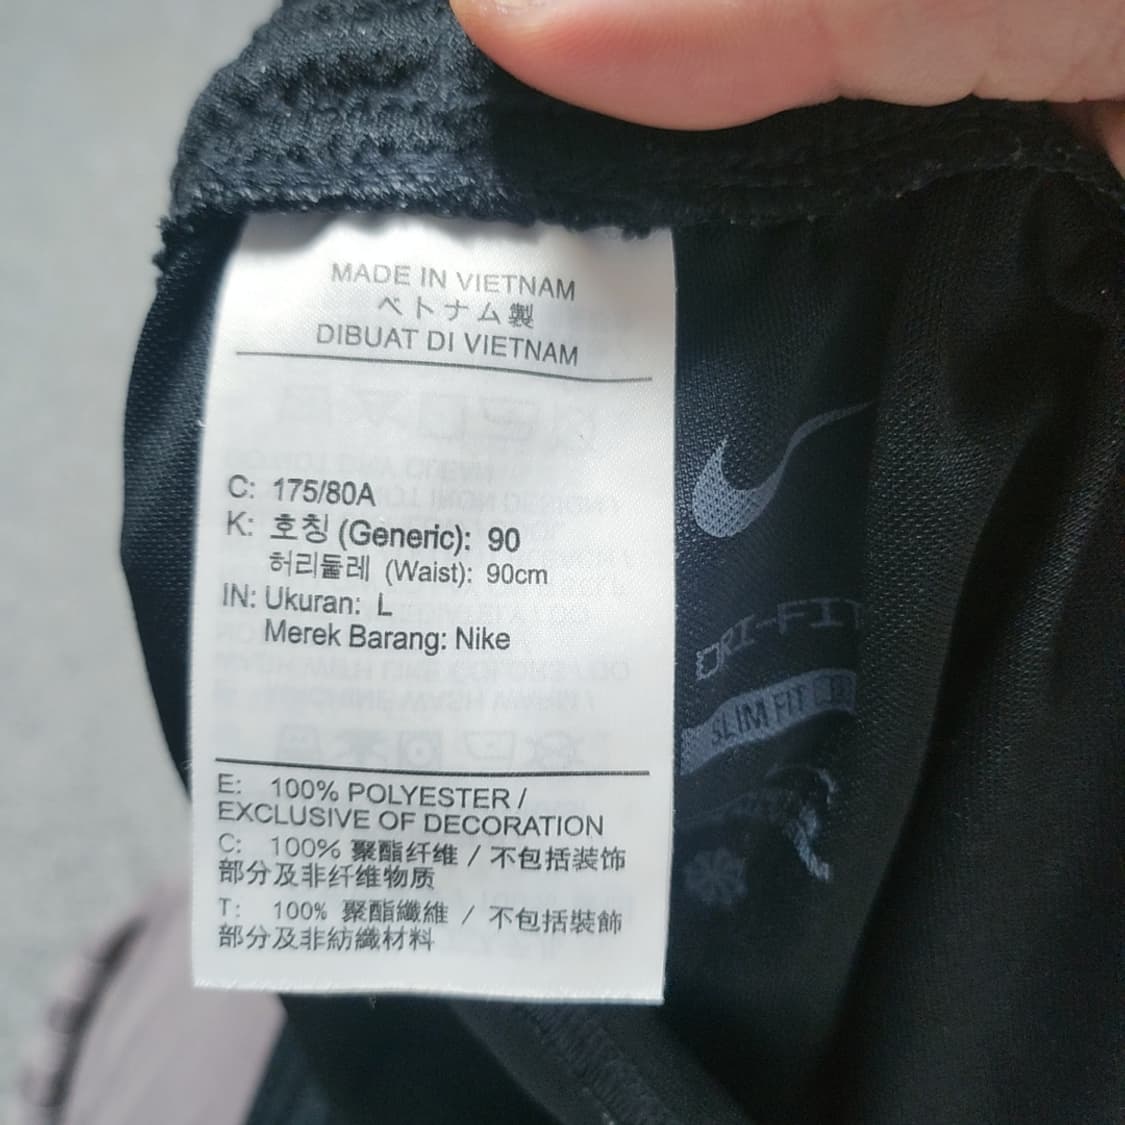 MADE IN VIETNAM
ベトナム製
DIBUAT DI VIETNAM
C: 175/80A
K: 호칭 (Generic): 90
허리둘레 (Waist): 90cm
IN: Ukuran: L
Merek Barang: Nike
E: 100% POLYESTER /
EXCLUSIVE OF DECORATION
C: 100% 聚酯纤维 / 不包括装饰
部分及非纤维物质
T: 100% 聚酯纖維 / 不包括裝飾
部分及非紡織材料
DRI-FIT
SLIM FIT